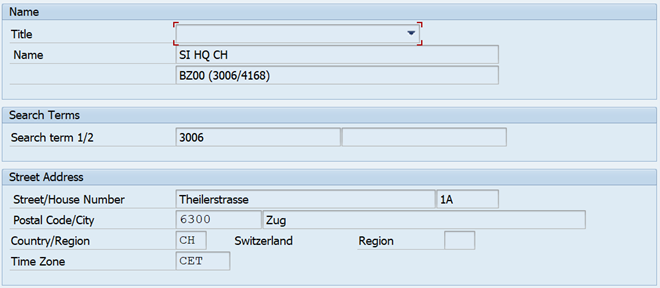 Name
Title
Name SI HQ CH
BZ00 (3006/4168)
Search Terms
Search term 1/2 3006
Street Address
Street/House Number Theilerstrasse 1A
Postal Code/City 6300 Zug
Country/Region CH Switzerland Region
Time Zone CET